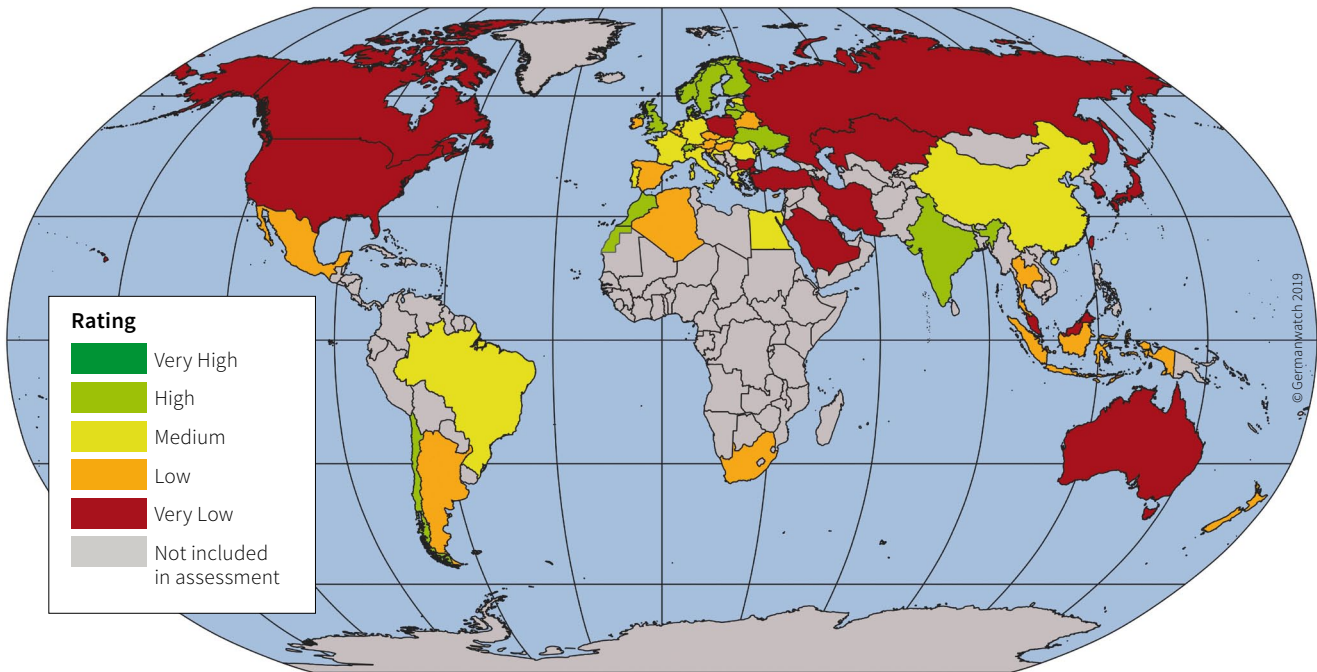 Rating
Very High
High
Medium
Low
Very Low
Not included
in assessment
© Germanwatch 2019